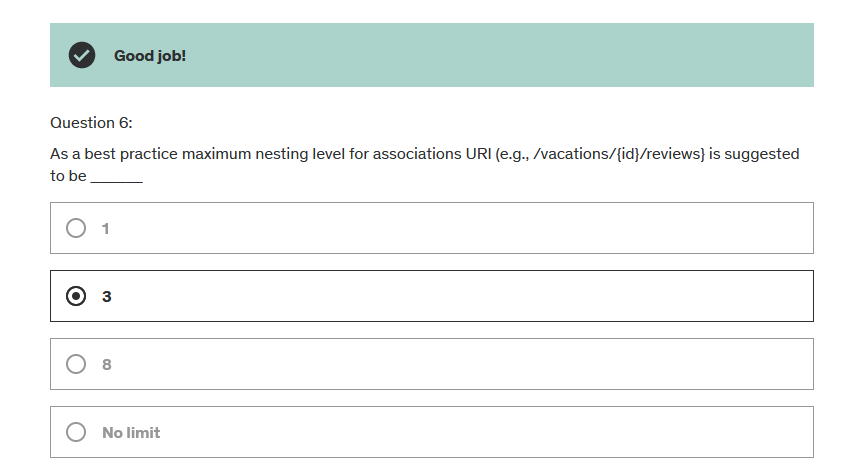 Good job!
Question 6:
As a best practice maximum nesting level for associations URI (e.g., /vacations/{id}/reviews} is suggested
to be ______
1
3
8
No limit